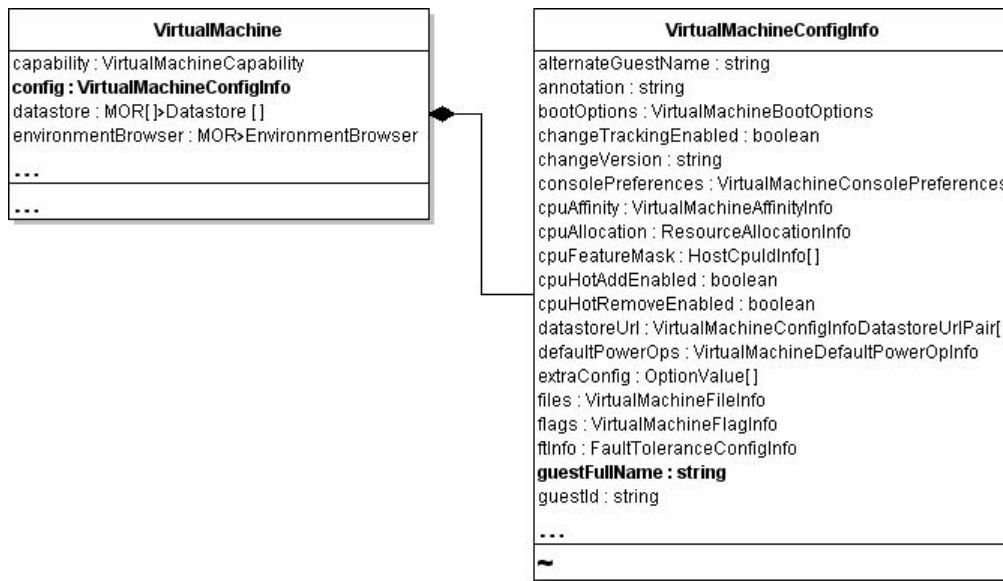 VirtualMachine
capability : VirtualMachineCapability
config : VirtualMachineConfigInfo
datastore : MOR[]>Datastore []
environmentBrowser : MOR>EnvironmentBrowser
...
...
VirtualMachineConfigInfo
alternateGuestName : string
annotation : string
bootOptions : VirtualMachineBootOptions
changeTrackingEnabled : boolean
changeVersion : string
consolePreferences : VirtualMachineConsolePreferences
cpuAffinity : VirtualMachineAffinityInfo
cpuAllocation : ResourceAllocationInfo
cpuFeatureMask : HostCpuIdInfo[]
cpuHotAddEnabled : boolean
cpuHotRemoveEnabled : boolean
datastoreUrl : VirtualMachineConfigInfoDatastoreUrlPair[
defaultPowerOps : VirtualMachineDefaultPowerOpInfo
extraConfig : OptionValue[]
files : VirtualMachineFileInfo
flags : VirtualMachineFlagInfo
ftInfo : FaultToleranceConfigInfo
guestFullName : string
guestId : string
...
~